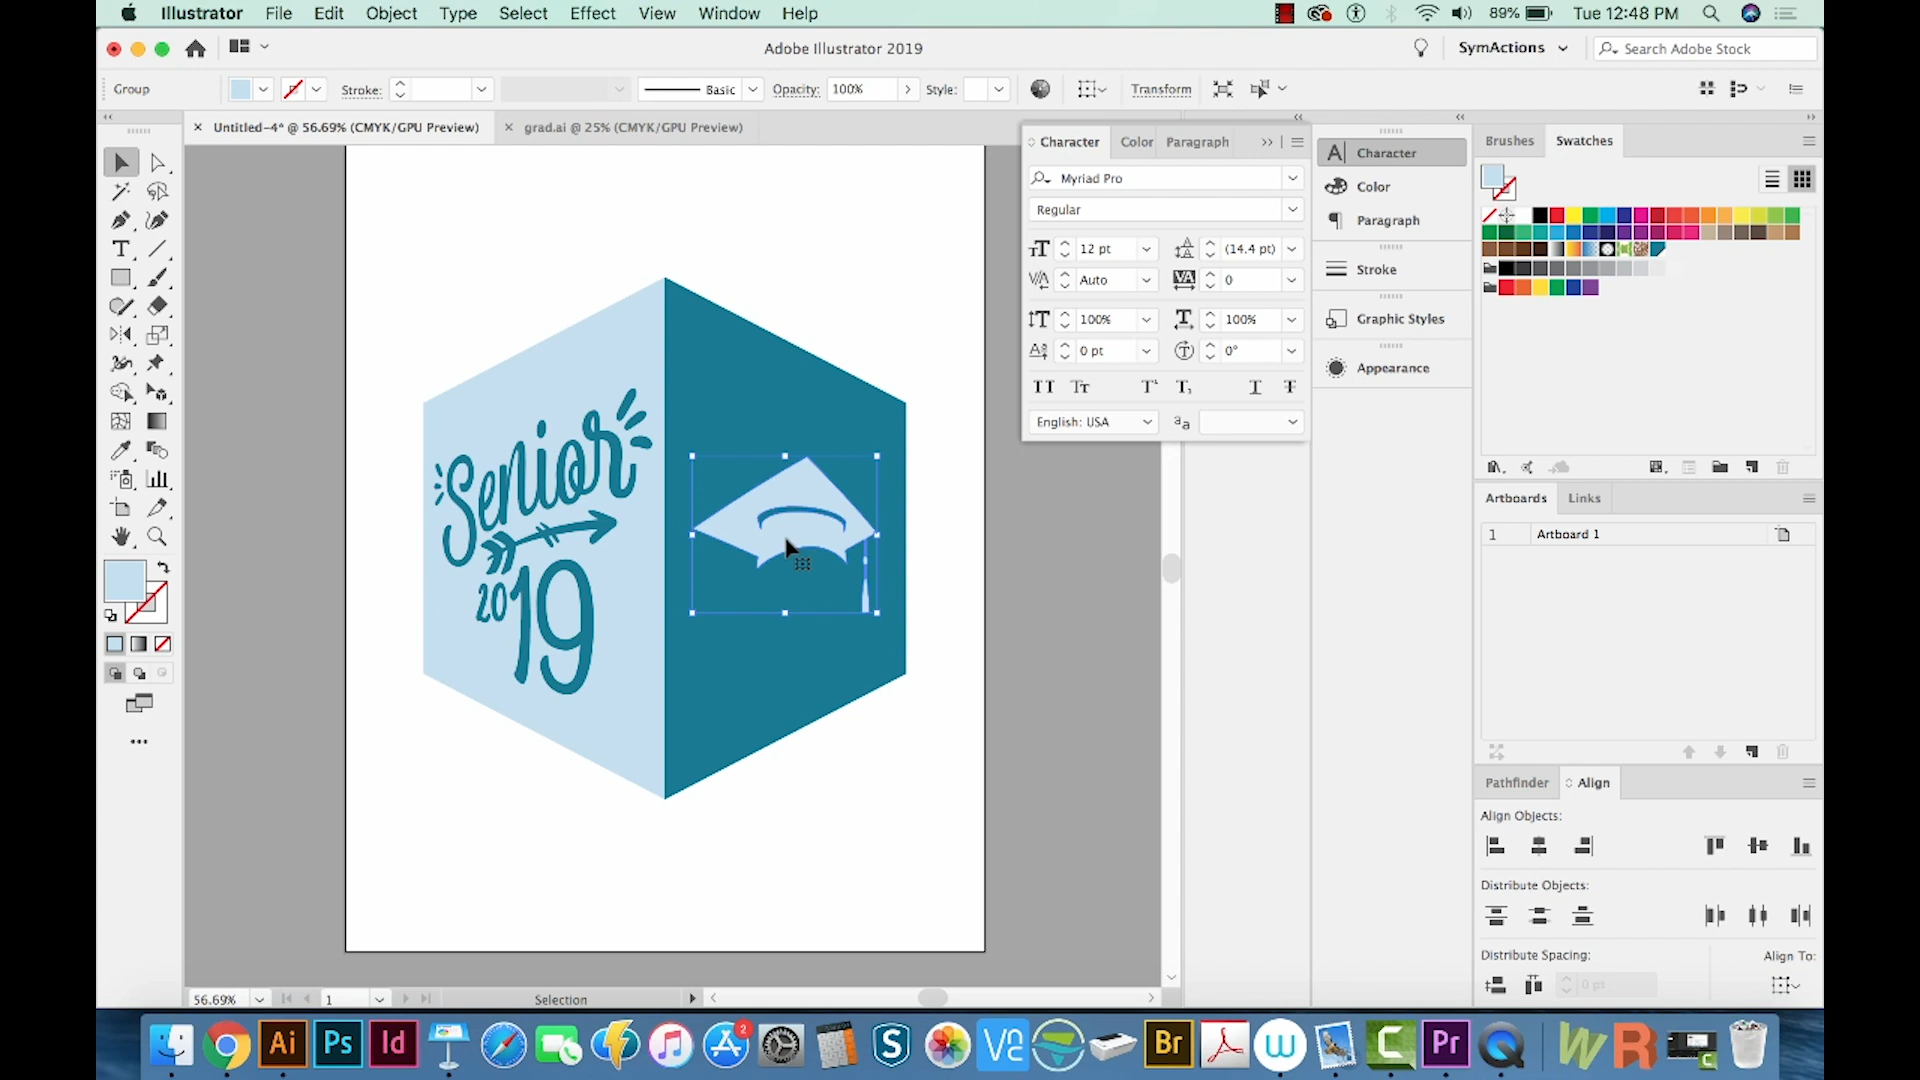 Illustrator File Edit Object Type Select Effect View Window Help 89% Tue 12:48 PM
Adobe Illustrator 2019 SymActions Search Adobe Stock
Group Stroke: Basic Opacity: 100% Style: Transform
Untitled-4* @ 56.69% (CMYK/GPU Preview) grad.ai @ 25% (CMYK/GPU Preview)
Character Color Paragraph
Myriad Pro
Regular
12 pt (14.4 pt)
Auto 0
100% 100%
0 pt 0°
English: USA
Character
Color
Paragraph
Stroke
Graphic Styles
Appearance
Brushes Swatches
Artboards Links
1 Artboard 1
Pathfinder Align
Align Objects:
Distribute Objects:
Distribute Spacing: Align To:
0 pt
Senior
2019
56.69% 1 Selection
Ai Ps Id 2 S Br W C Pr